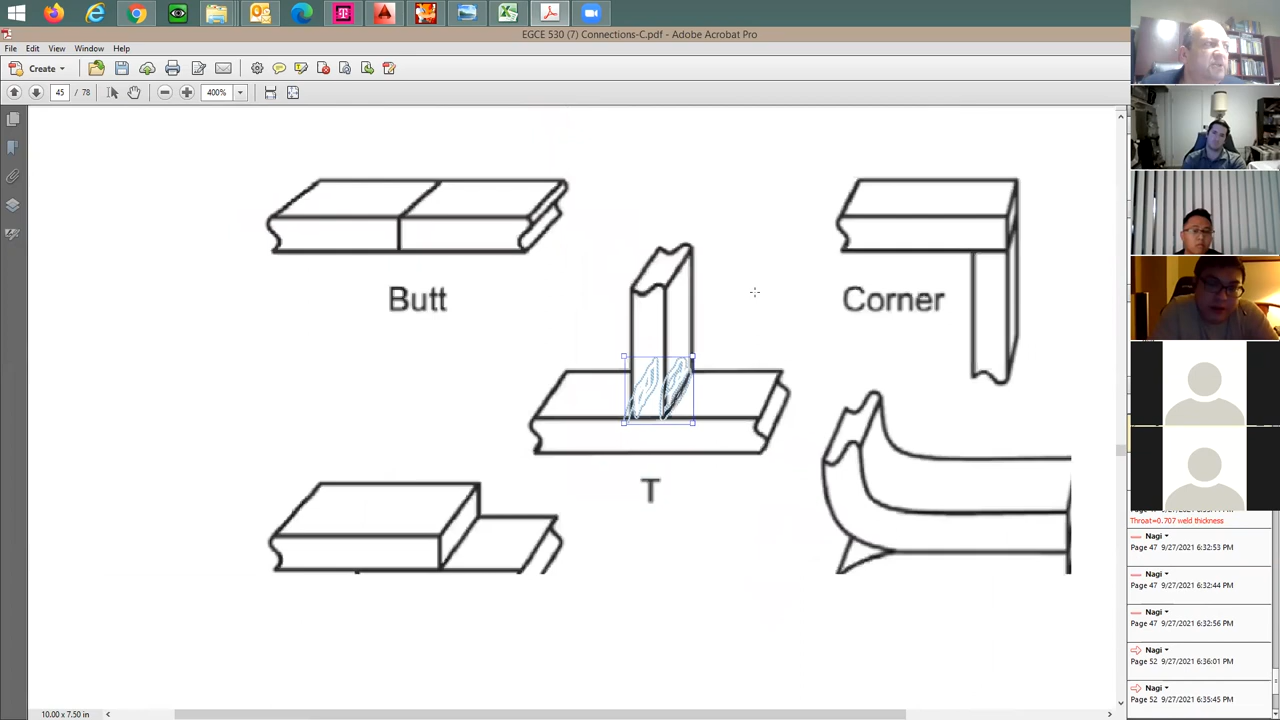 EGCE 530 (7) Connections-C.pdf - Adobe Acrobat Pro
File Edit View Window Help
Create
45 / 78 400%
Butt
Corner
T
Throat=0.707 weld thickness
Nagi
Page 47 9/27/2021 6:32:53 PM
Nagi
Page 47 9/27/2021 6:32:44 PM
Nagi
Page 47 9/27/2021 6:32:56 PM
Nagi
Page 52 9/27/2021 6:36:01 PM
Nagi
Page 52 9/27/2021 6:35:45 PM
10.00 x 7.50 in